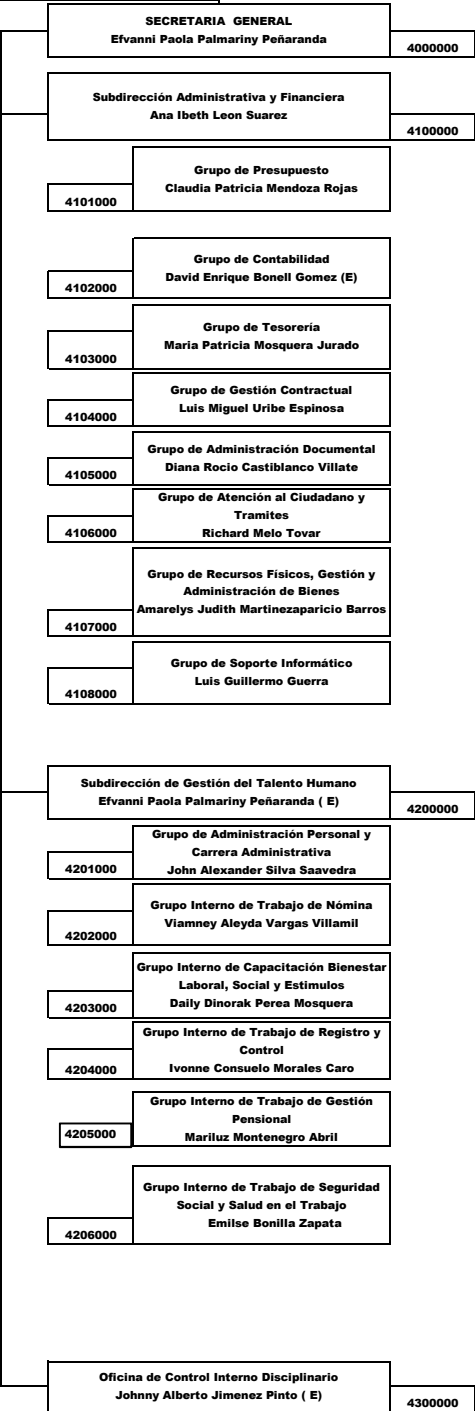 SECRETARIA GENERAL
Efvanni Paola Palmariny Peñaranda
4000000
Subdirección Administrativa y Financiera
Ana Ibeth Leon Suarez
4100000
Grupo de Presupuesto
Claudia Patricia Mendoza Rojas
4101000
Grupo de Contabilidad
David Enrique Bonell Gomez (E)
4102000
Grupo de Tesorería
Maria Patricia Mosquera Jurado
4103000
Grupo de Gestión Contractual
Luis Miguel Uribe Espinosa
4104000
Grupo de Administración Documental
Diana Rocio Castiblanco Villate
4105000
Grupo de Atención al Ciudadano y
Tramites
Richard Melo Tovar
4106000
Grupo de Recursos Físicos, Gestión y
Administración de Bienes
Amarelys Judith Martinezaparicio Barros
4107000
Grupo de Soporte Informático
Luis Guillermo Guerra
4108000
Subdirección de Gestión del Talento Humano
Efvanni Paola Palmariny Peñaranda ( E)
4200000
Grupo de Administración Personal y
Carrera Administrativa
John Alexander Silva Saavedra
4201000
Grupo Interno de Trabajo de Nómina
Viamney Aleyda Vargas Villamil
4202000
Grupo Interno de Capacitación Bienestar
Laboral, Social y Estimulos
Daily Dinorak Perea Mosquera
4203000
Grupo Interno de Trabajo de Registro y
Control
Ivonne Consuelo Morales Caro
4204000
Grupo Interno de Trabajo de Gestión
Pensional
Mariluz Montenegro Abril
4205000
Grupo Interno de Trabajo de Seguridad
Social y Salud en el Trabajo
Emilse Bonilla Zapata
4206000
Oficina de Control Interno Disciplinario
Johnny Alberto Jimenez Pinto ( E)
4300000